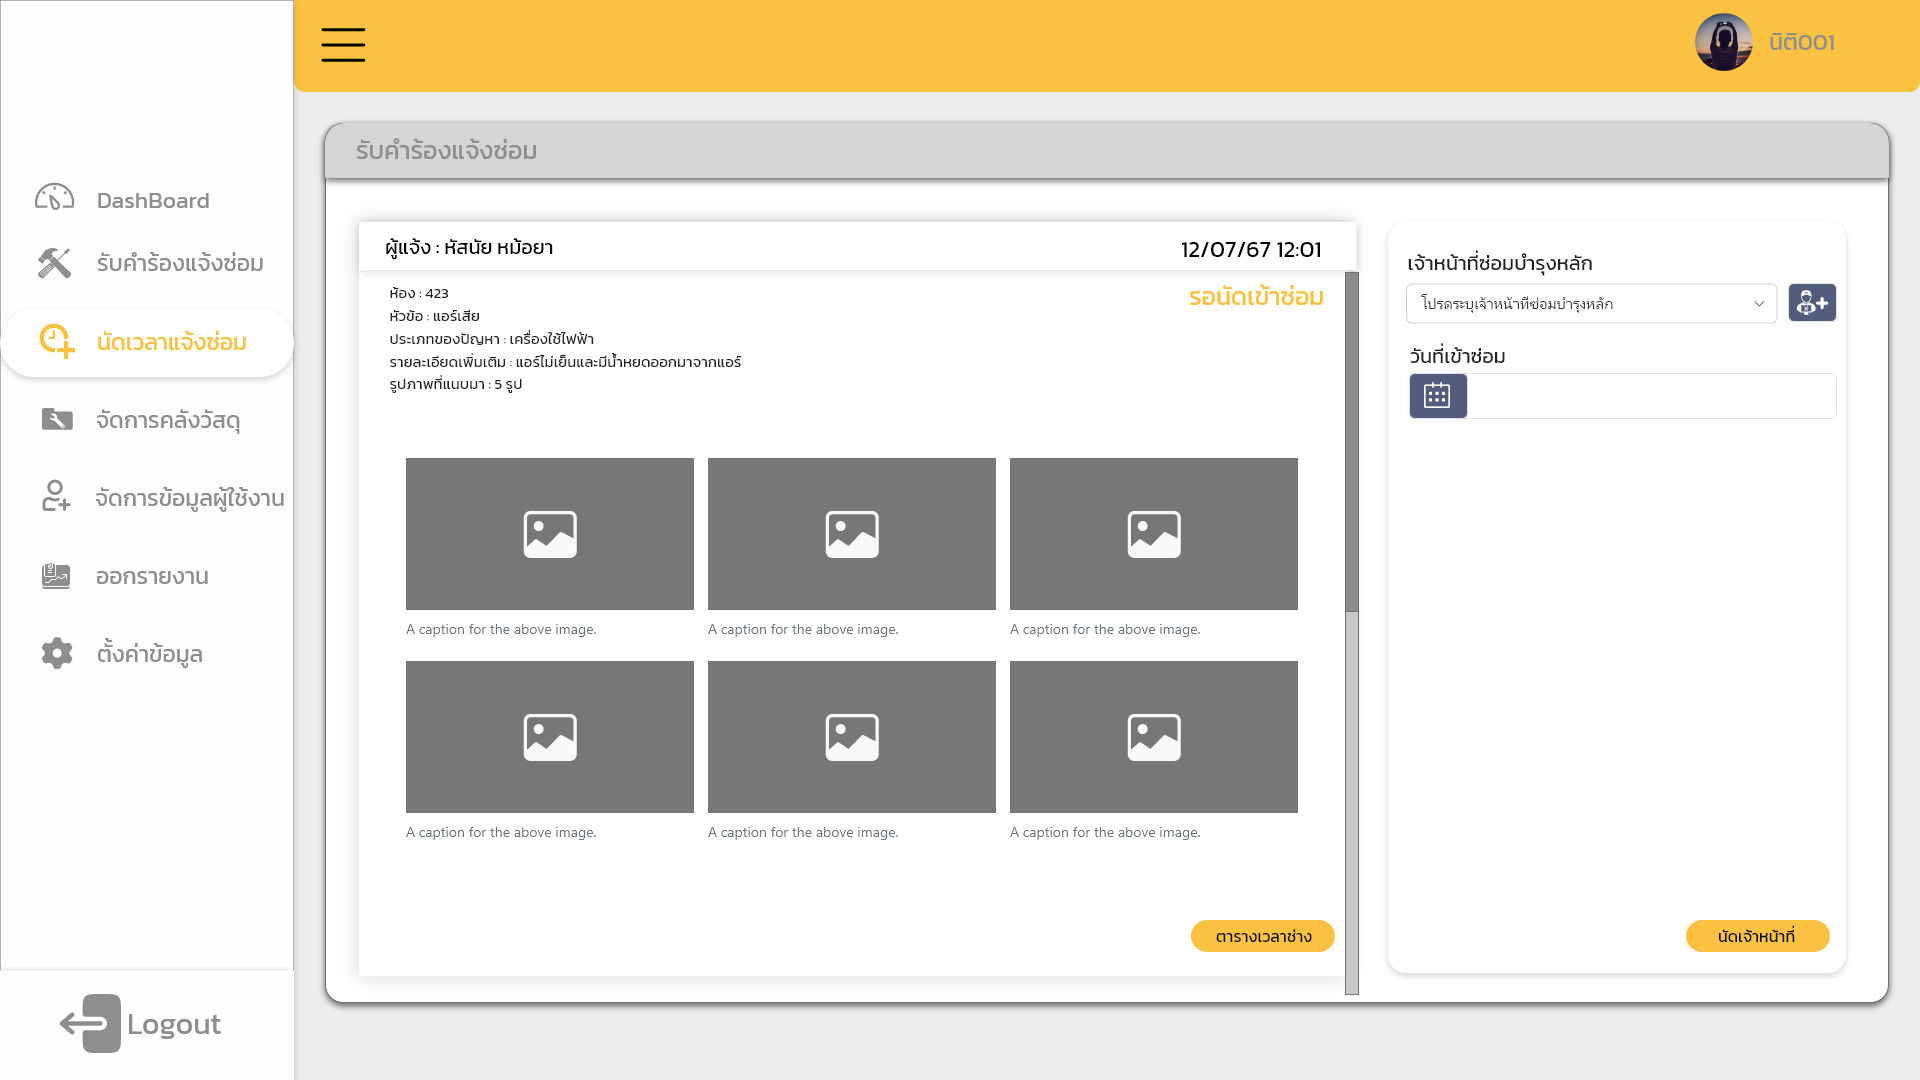 นิติ001
DashBoard
รับคำร้องแจ้งซ่อม
นัดเวลาแจ้งซ่อม
จัดการคลังวัสดุ
จัดการข้อมูลผู้ใช้งาน
ออกรายงาน
ตั้งค่าข้อมูล
Logout
รับคำร้องแจ้งซ่อม
ผู้แจ้ง : หัสนัย หม้อยา
12/07/67 12:01
รอนัดเข้าซ่อม
ห้อง : 423
หัวข้อ : แอร์เสีย
ประเภทของปัญหา : เครื่องใช้ไฟฟ้า
รายละเอียดเพิ่มเติม : แอร์ไม่เย็นและมีน้ำหยดออกมาจากแอร์
รูปภาพที่แนบมา : 5 รูป
A caption for the above image.
A caption for the above image.
A caption for the above image.
A caption for the above image.
A caption for the above image.
A caption for the above image.
ตารางเวลาช่าง
เจ้าหน้าที่ซ่อมบำรุงหลัก
โปรดระบุเจ้าหน้าที่ซ่อมบำรุงหลัก
วันที่เข้าซ่อม
นัดเจ้าหน้าที่